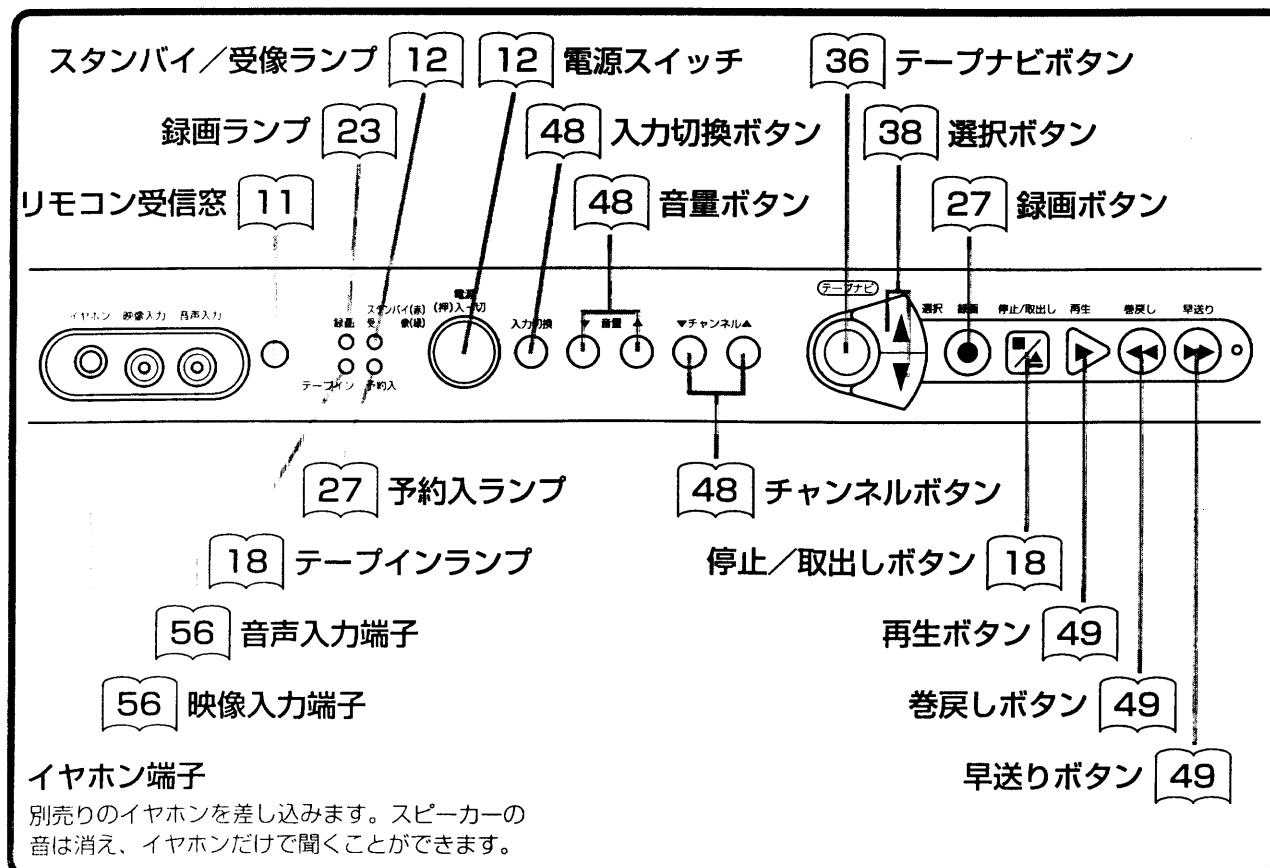 スタンバイ／受像ランプ 12 12 電源スイッチ 36 テープナビボタン
録画ランプ 23 48 入力切換ボタン 38 選択ボタン
リモコン受信窓 11 48 音量ボタン 27 録画ボタン
イヤホン 映像入力 音声入力
録画 スタンバイ(赤)
受 像(緑)
テープイン 予約入
電源
(押)入-切
入力切換
▼ 音量 ▲
▼チャンネル▲
テープナビ
選択 録画 停止/取出し 再生 巻戻し 早送り
27 予約入ランプ 48 チャンネルボタン
18 テープインランプ 停止／取出しボタン 18
56 音声入力端子 再生ボタン 49
56 映像入力端子 巻戻しボタン 49
イヤホン端子 早送りボタン 49
別売りのイヤホンを差し込みます。スピーカーの
音は消え、イヤホンだけで聞くことができます。